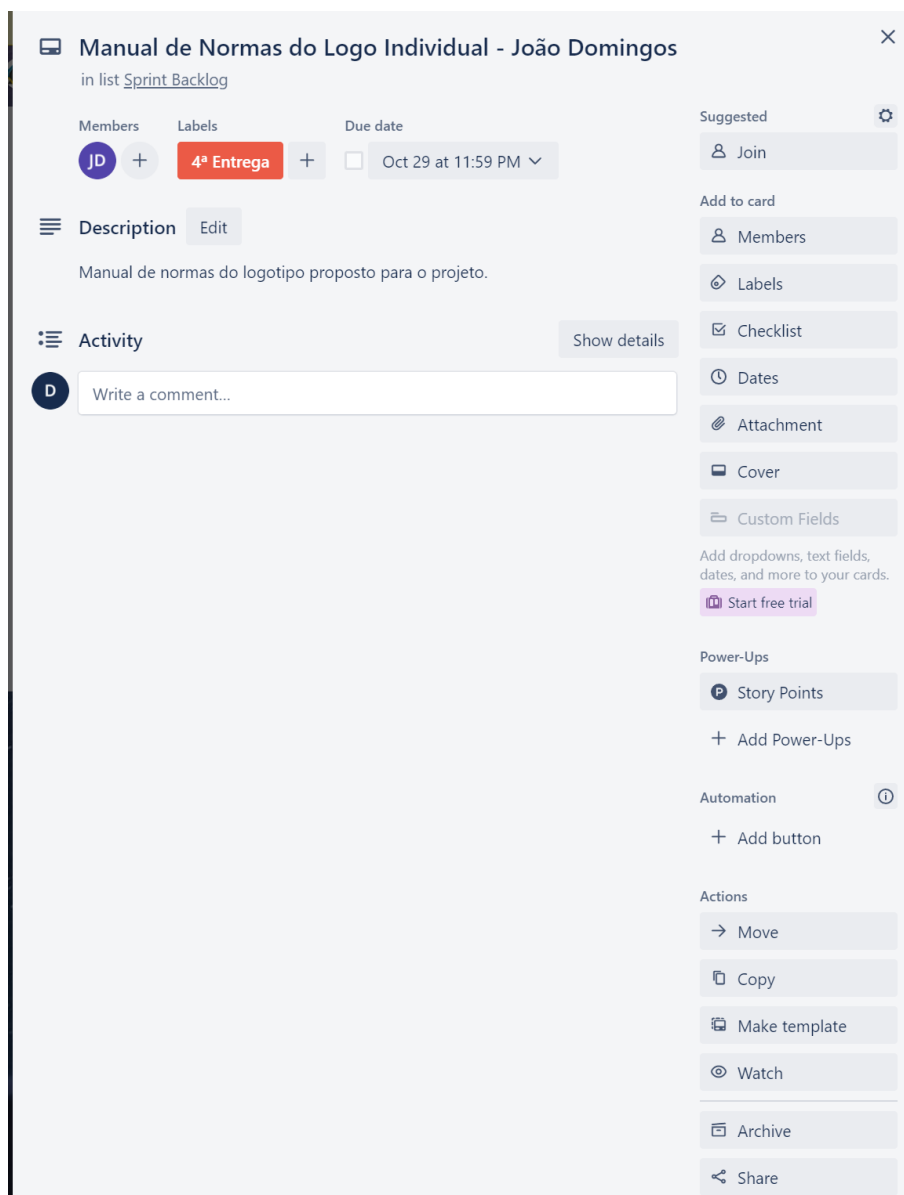 Manual de Normas do Logo Individual - João Domingos
in list Sprint Backlog
Members
Labels
Due date
JD
4ª Entrega
Oct 29 at 11:59 PM
Description
Edit
Manual de normas do logotipo proposto para o projeto.
Activity
Show details
D
Write a comment...
Suggested
Join
Add to card
Members
Labels
Checklist
Dates
Attachment
Cover
Custom Fields
Add dropdowns, text fields,
dates, and more to your cards.
Start free trial
Power-Ups
P
Story Points
+ Add Power-Ups
Automation
+ Add button
Actions
Move
Copy
Make template
Watch
Archive
Share